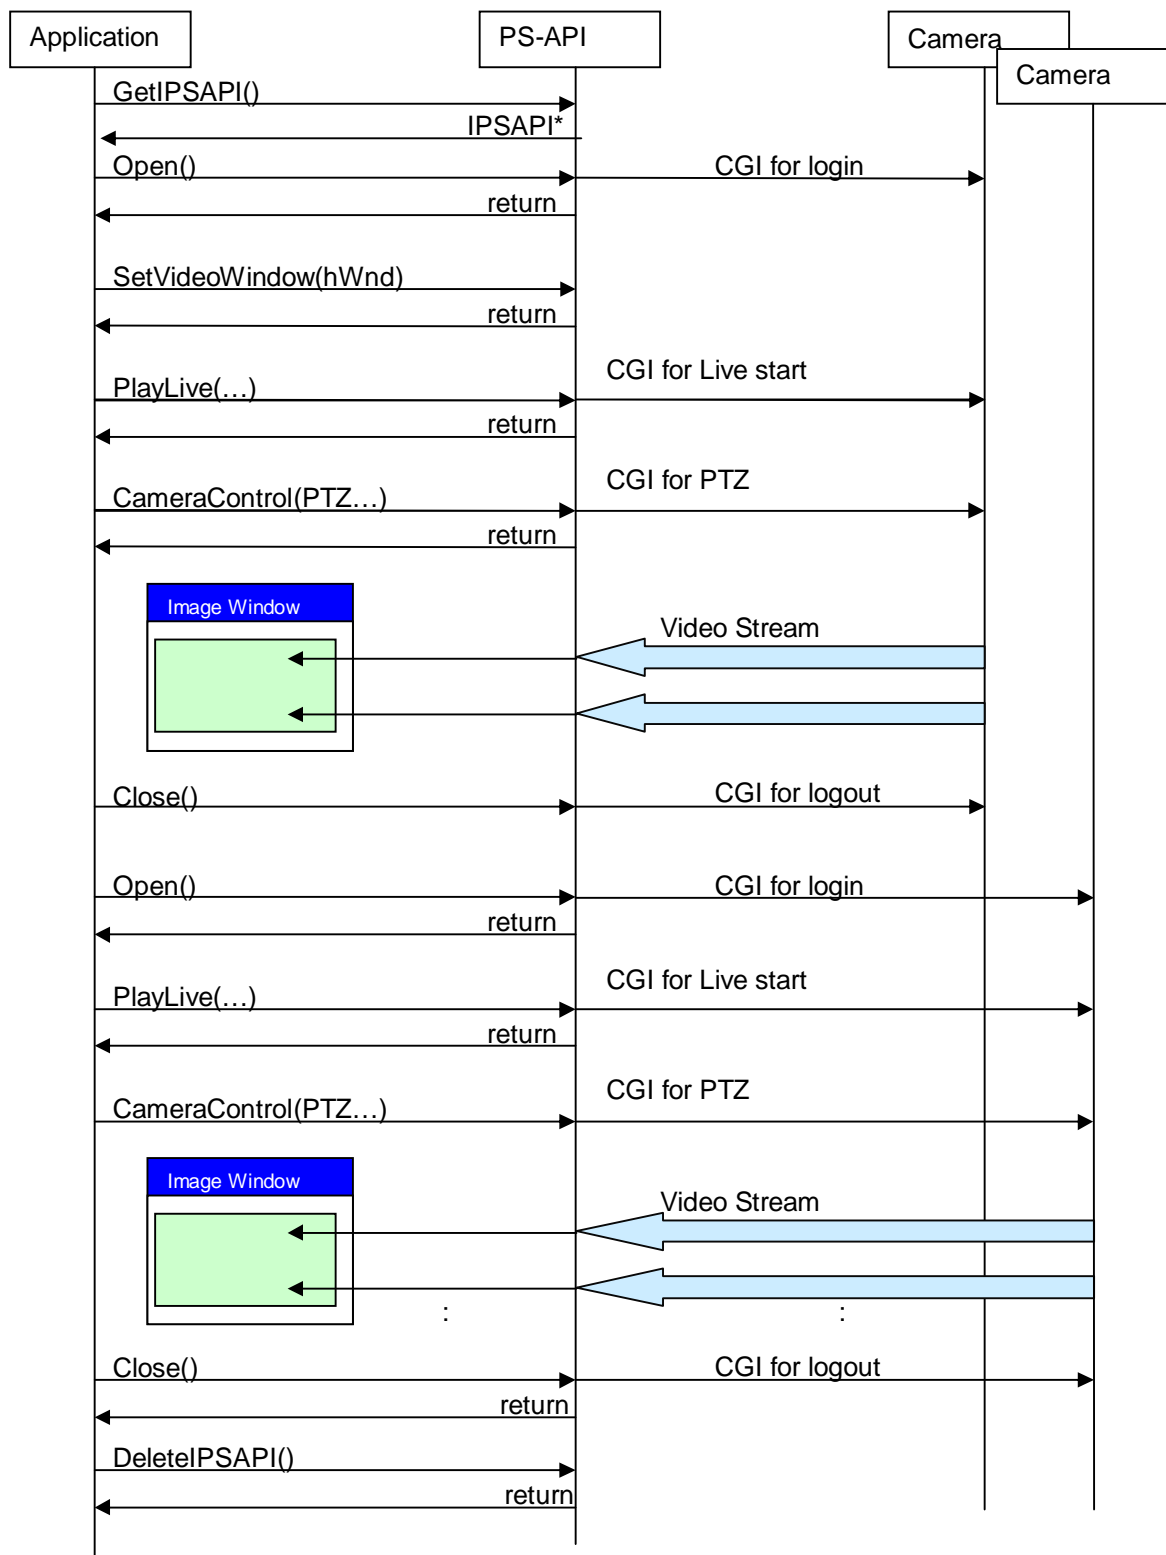 Application
PS-API
Camera
Camera
GetIPSAPI()
IPSAPI*
Open()
CGI for login
return
SetVideoWindow(hWnd)
return
CGI for Live start
PlayLive(…)
return
CGI for PTZ
CameraControl(PTZ…)
return
Image Window
Video Stream
Close()
CGI for logout
Open()
CGI for login
return
CGI for Live start
PlayLive(…)
return
CGI for PTZ
CameraControl(PTZ…)
Image Window
Video Stream
:
:
Close()
CGI for logout
return
DeleteIPSAPI()
return